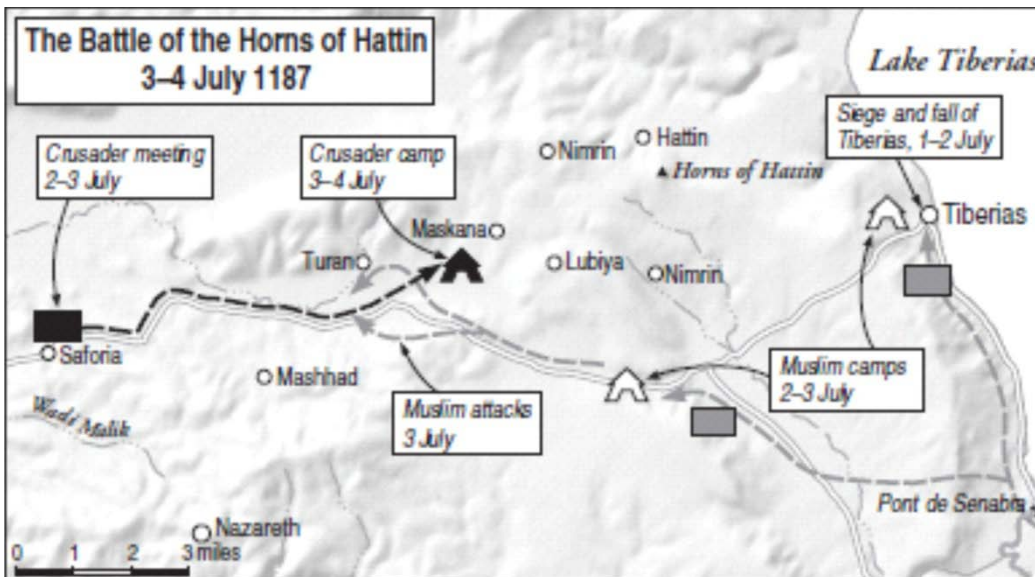 The Battle of the Horns of Hattin
3–4 July 1187
Lake Tiberias
Siege and fall of
Tiberias, 1–2 July
Crusader meeting
2–3 July
Crusader camp
3–4 July
Nimrin
Hattin
Horns of Hattin
Tiberias
Maskana
Turan
Lubiya
Nimrin
Saforia
Mashhad
Muslim attacks
3 July
Muslim camps
2–3 July
Wadi Malik
Pont de Senabra
Nazareth
0 1 2 3 miles